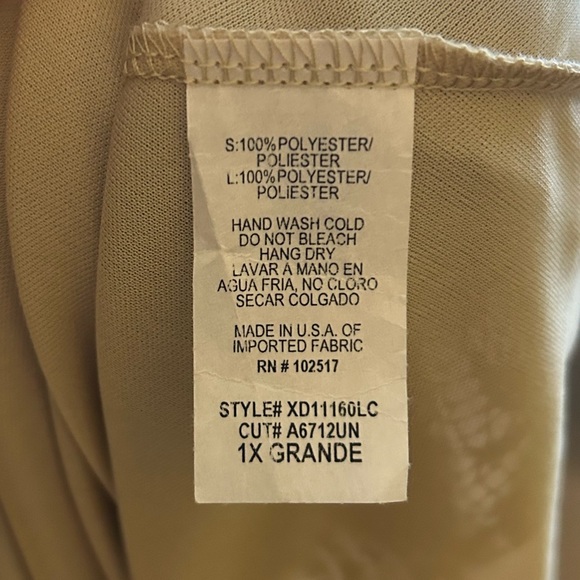 S:100%POLYESTER/
POLIESTER
L:100%POLYESTER/
POLIESTER
HAND WASH COLD
DO NOT BLEACH
HANG DRY
LAVAR A MANO EN
AGUA FRIA, NO CLORO
SECAR COLGADO
MADE IN U.S.A. OF
IMPORTED FABRIC
RN # 102517
STYLE# XD11160LC
CUT# A6712UN
1X GRANDE